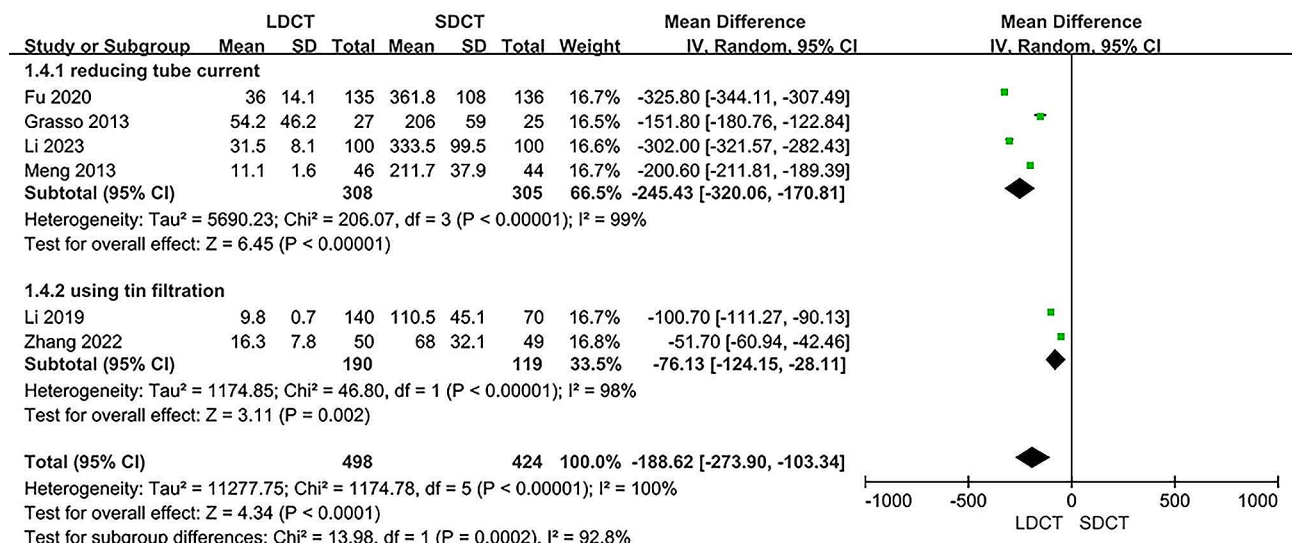 LDCT SDCT Mean Difference Mean Difference
Study or Subgroup Mean SD Total Mean SD Total Weight IV, Random, 95% CI IV, Random, 95% CI
1.4.1 reducing tube current
Fu 2020 36 14.1 135 361.8 108 136 16.7% -325.80 [-344.11, -307.49]
Grasso 2013 54.2 46.2 27 206 59 25 16.5% -151.80 [-180.76, -122.84]
Li 2023 31.5 8.1 100 333.5 99.5 100 16.6% -302.00 [-321.57, -282.43]
Meng 2013 11.1 1.6 46 211.7 37.9 44 16.7% -200.60 [-211.81, -189.39]
Subtotal (95% CI) 308 305 66.5% -245.43 [-320.06, -170.81]
Heterogeneity: Tau² = 5690.23; Chi² = 206.07, df = 3 (P < 0.00001); I² = 99%
Test for overall effect: Z = 6.45 (P < 0.00001)
1.4.2 using tin filtration
Li 2019 9.8 0.7 140 110.5 45.1 70 16.7% -100.70 [-111.27, -90.13]
Zhang 2022 16.3 7.8 50 68 32.1 49 16.8% -51.70 [-60.94, -42.46]
Subtotal (95% CI) 190 119 33.5% -76.13 [-124.15, -28.11]
Heterogeneity: Tau² = 1174.85; Chi² = 46.80, df = 1 (P < 0.00001); I² = 98%
Test for overall effect: Z = 3.11 (P = 0.002)
Total (95% CI) 498 424 100.0% -188.62 [-273.90, -103.34]
Heterogeneity: Tau² = 11277.75; Chi² = 1174.78, df = 5 (P < 0.00001); I² = 100%
Test for overall effect: Z = 4.34 (P < 0.0001)
Test for subgroup differences: Chi² = 13.98, df = 1 (P = 0.0002), I² = 92.8%
-1000 -500 0 500 1000
LDCT SDCT